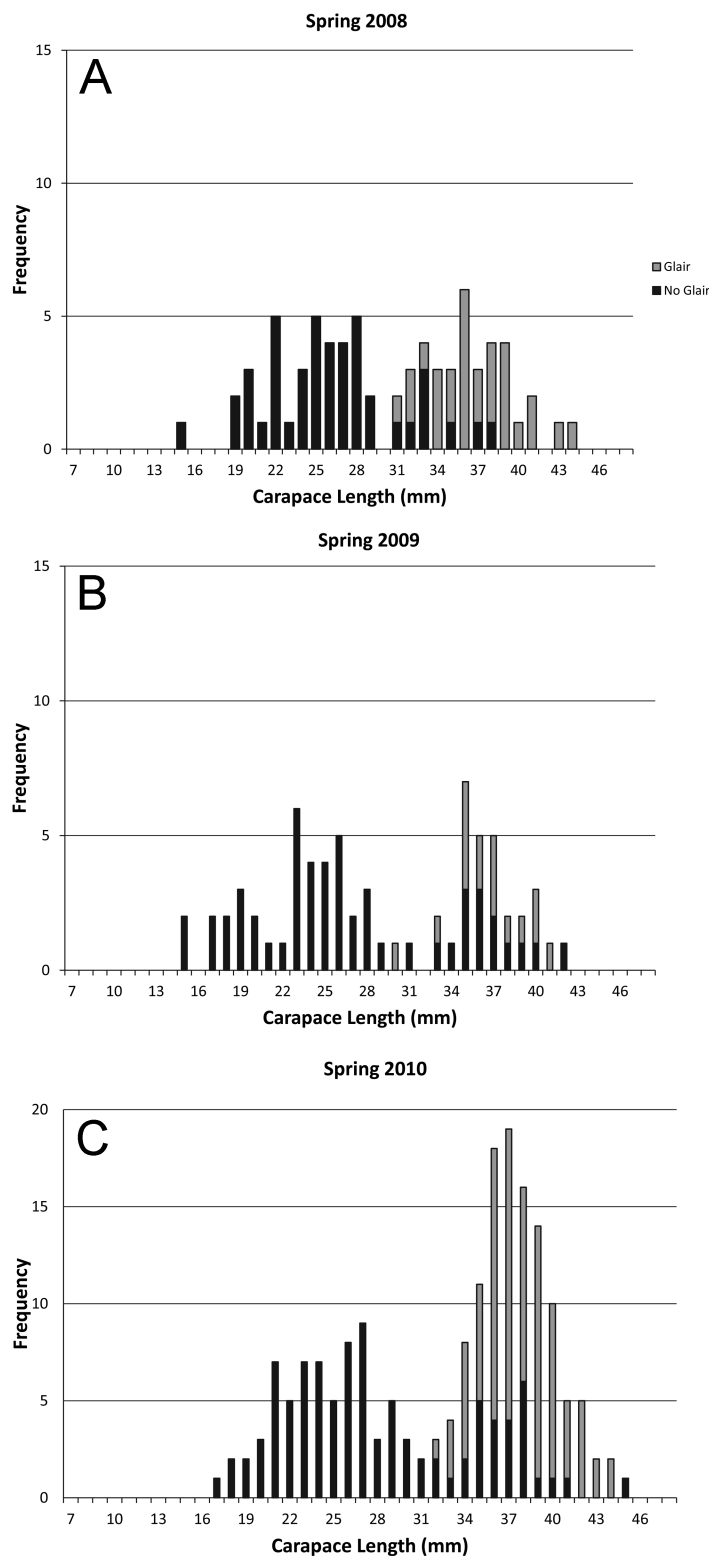 Spring 2008
A
15
10
5
0
Frequency
7 10 13 16 19 22 25 28 31 34 37 40 43 46
Carapace Length (mm)
Glair
No Glair
Spring 2009
B
15
10
5
0
Frequency
7 10 13 16 19 22 25 28 31 34 37 40 43 46
Carapace Length (mm)
Spring 2010
C
20
15
10
5
0
Frequency
7 10 13 16 19 22 25 28 31 34 37 40 43 46
Carapace Length (mm)